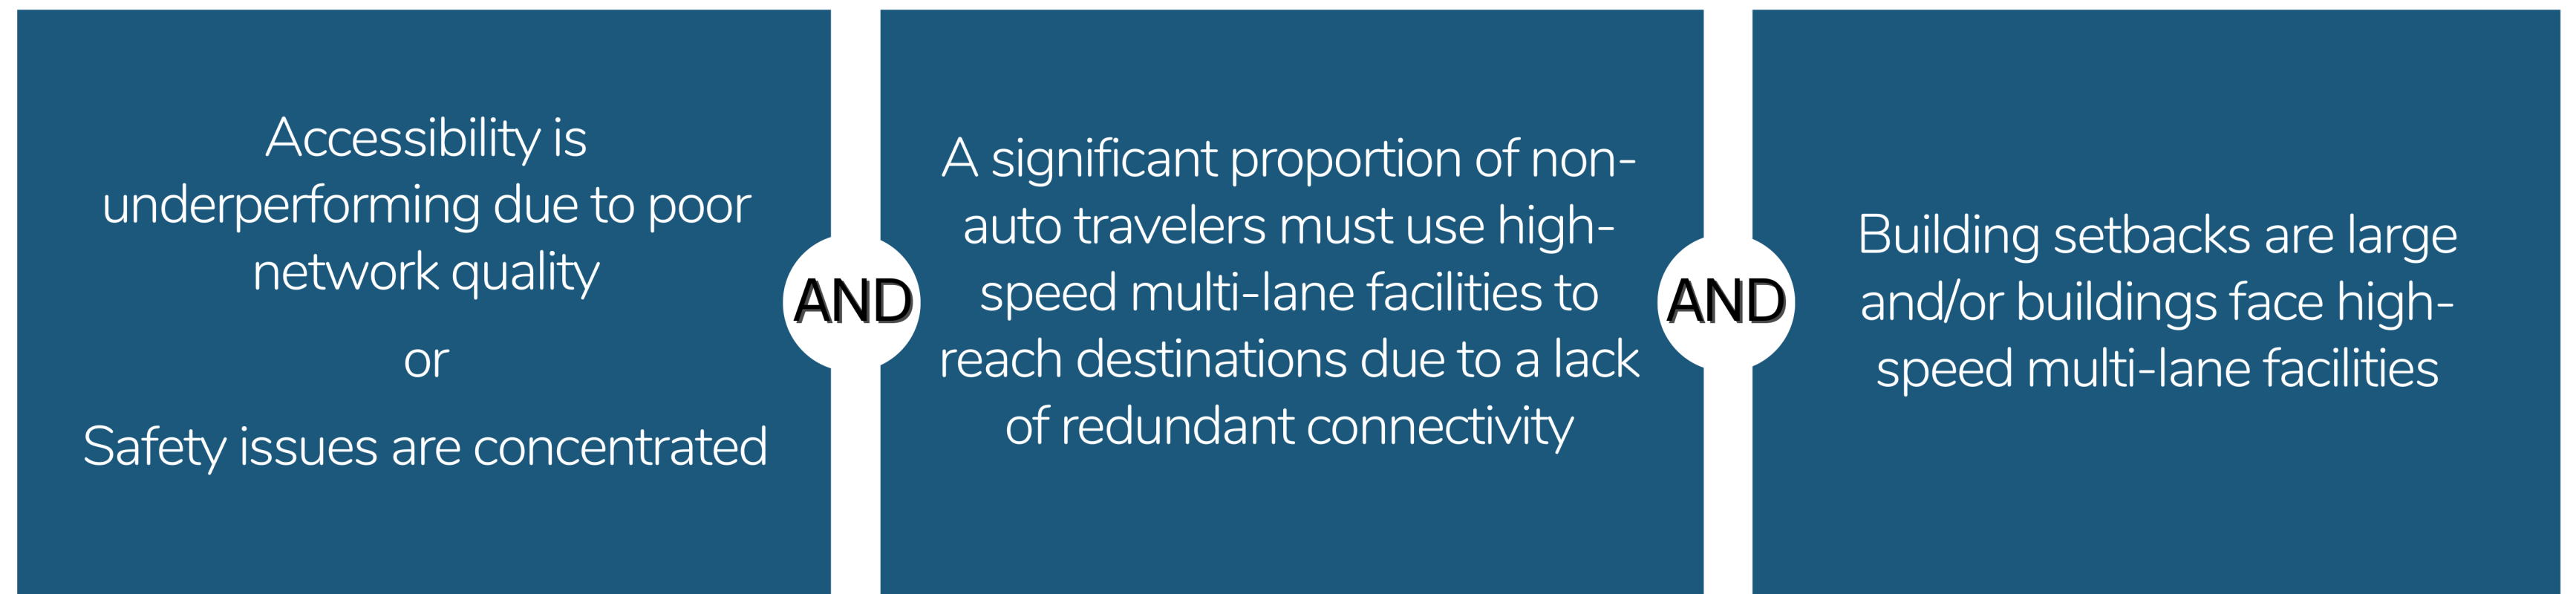 Accessibility is
underperforming due to poor
network quality
or
Safety issues are concentrated
AND
A significant proportion of non-
auto travelers must use high-
speed multi-lane facilities to
reach destinations due to a lack
of redundant connectivity
AND
Building setbacks are large
and/or buildings face high-
speed multi-lane facilities